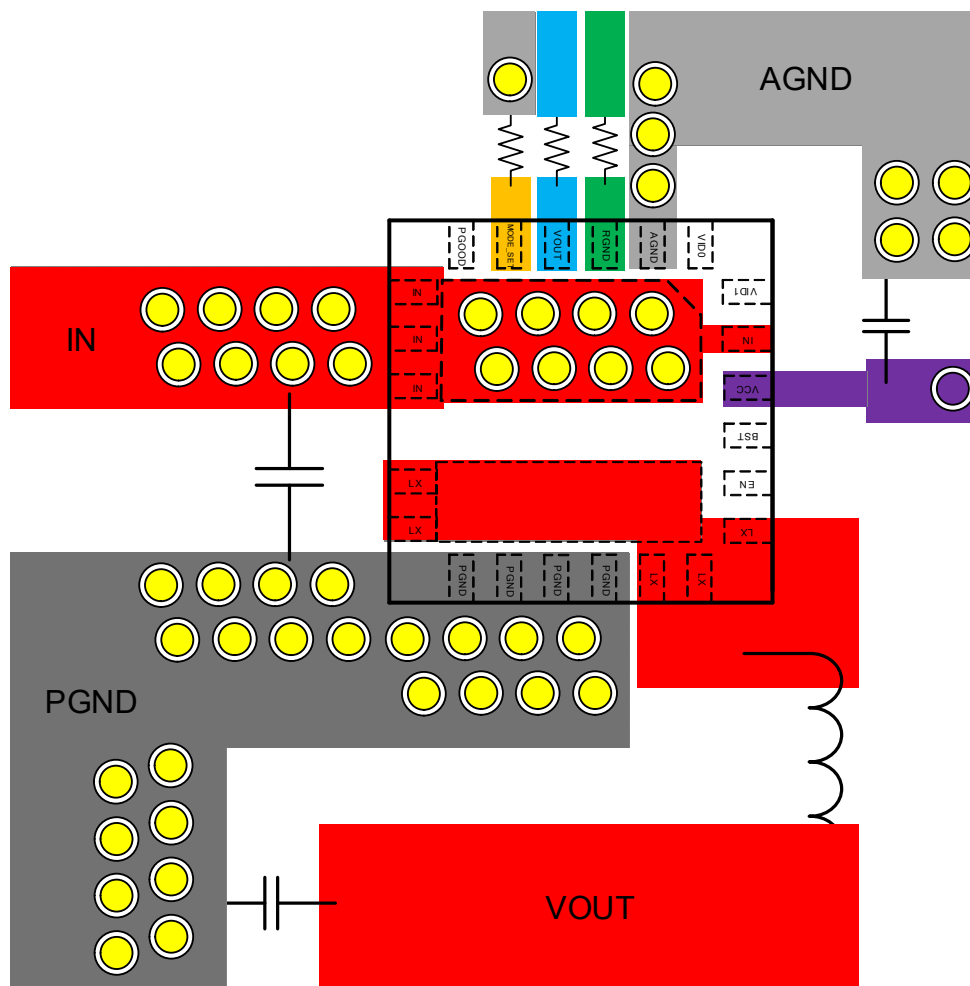 AGND
PGOOD
MODE_SET
VOUT
RGND
AGND
VID0
IN
IN
IN
IN
VID1
IN
VCC
BST
EN
LX
LX
LX
PGND
PGND
PGND
PGND
LX
LX
PGND
VOUT